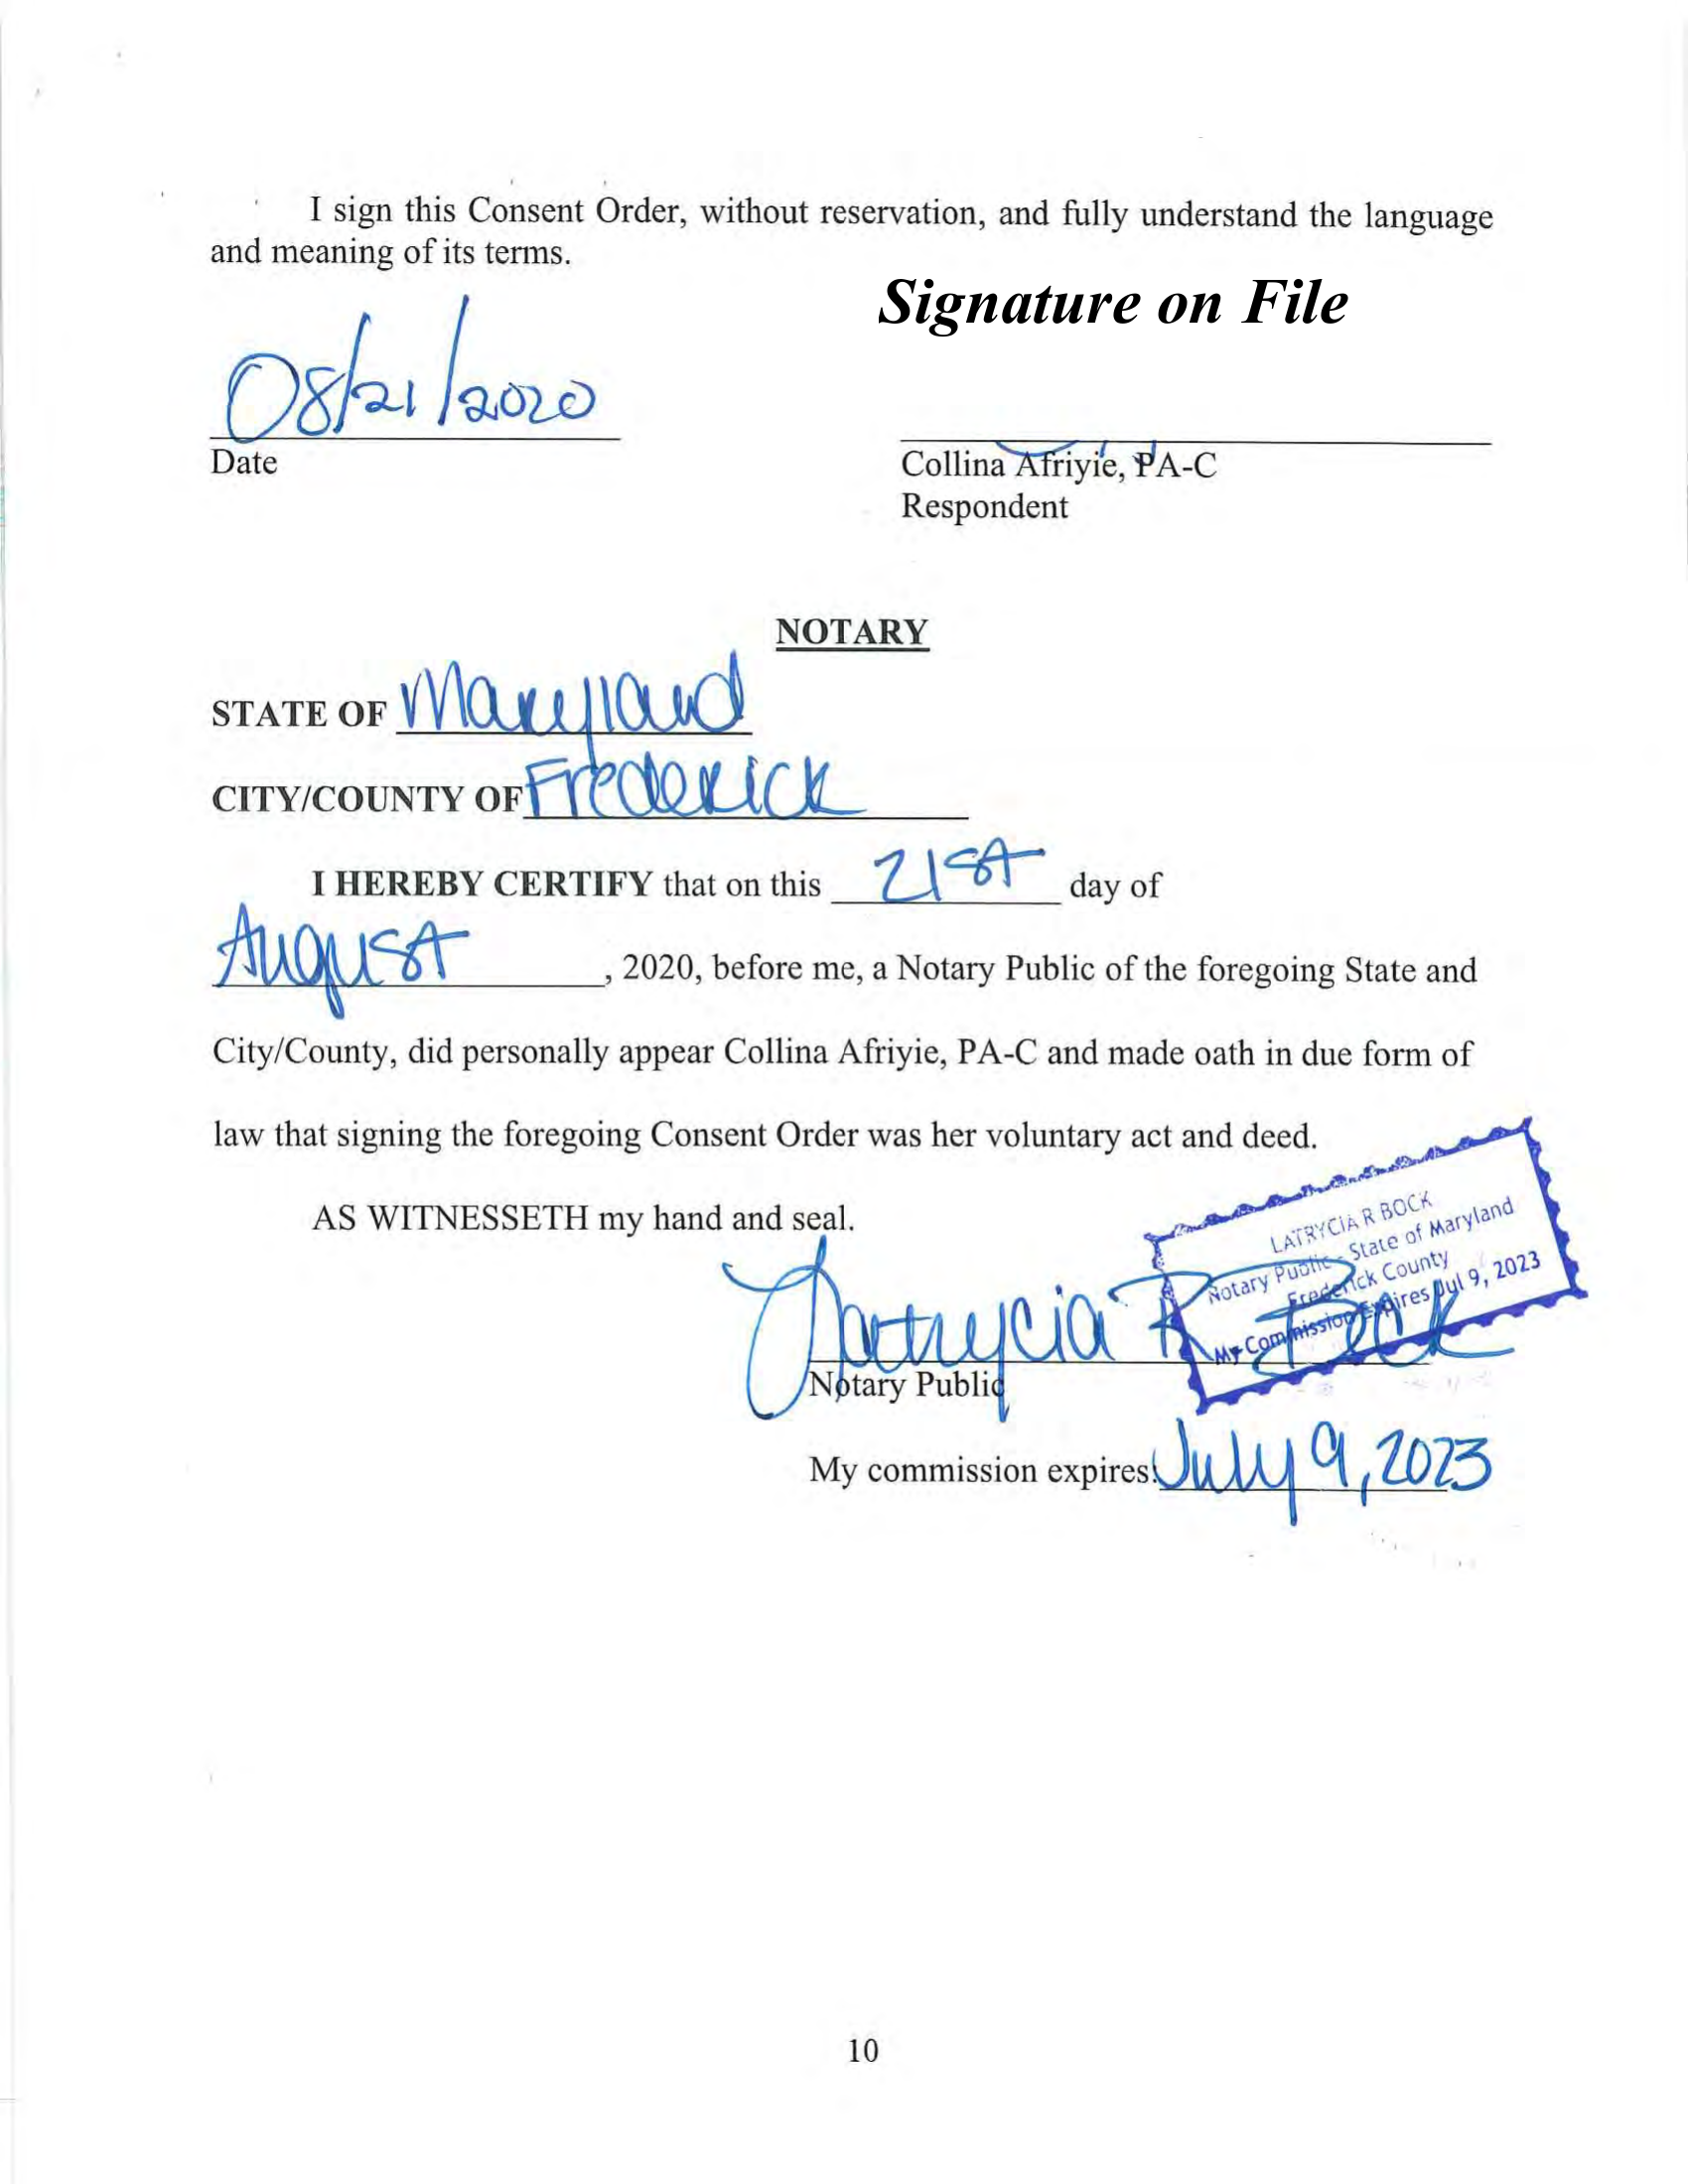 I sign this Consent Order, without reservation, and fully understand the language
and meaning of its terms.
Signature on File
08/21/2020
Date
Collina Afriyie, PA-C
Respondent
NOTARY
STATE OF Maryland
CITY/COUNTY OF Frederick
I HEREBY CERTIFY that on this 21st day of
August, 2020, before me, a Notary Public of the foregoing State and
City/County, did personally appear Collina Afriyie, PA-C and made oath in due form of
law that signing the foregoing Consent Order was her voluntary act and deed.
AS WITNESSETH my hand and seal.
LATRYCIA R BOCK
Notary Public - State of Maryland
Frederick County
My Commission Expires Jul 9, 2023
Latrycia R Bock
Notary Public
My commission expires: July 9, 2023
10